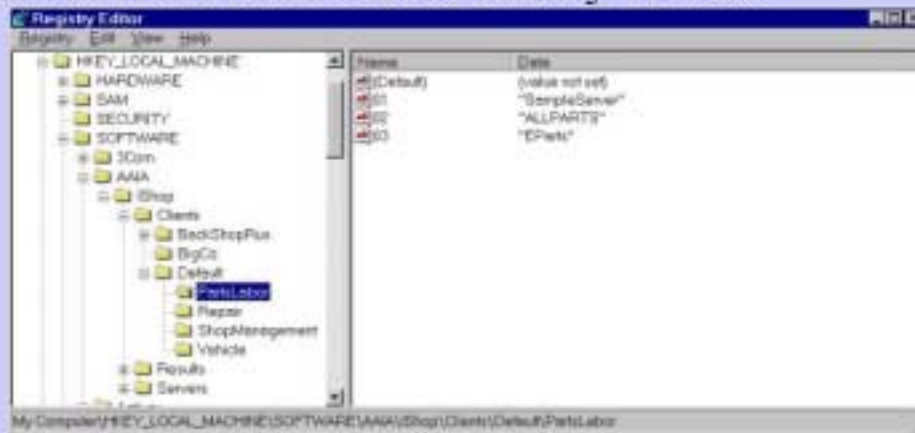 Registry Editor
Registry Edit View Help
HKEY_LOCAL_MACHINE
HARDWARE
SAM
SECURITY
SOFTWARE
3Com
AAIA
iShop
Clients
BackShopPlus
BigCo
Default
PartsLabor
Repair
ShopManagement
Vehicle
Results
Servers
Name Data
(Default) (value not set)
01 "SampleServer"
02 "ALLPARTS"
03 "EParts"
My Computer\HKEY_LOCAL_MACHINE\SOFTWARE\AAIA\iShop\Clients\Default\PartsLabor